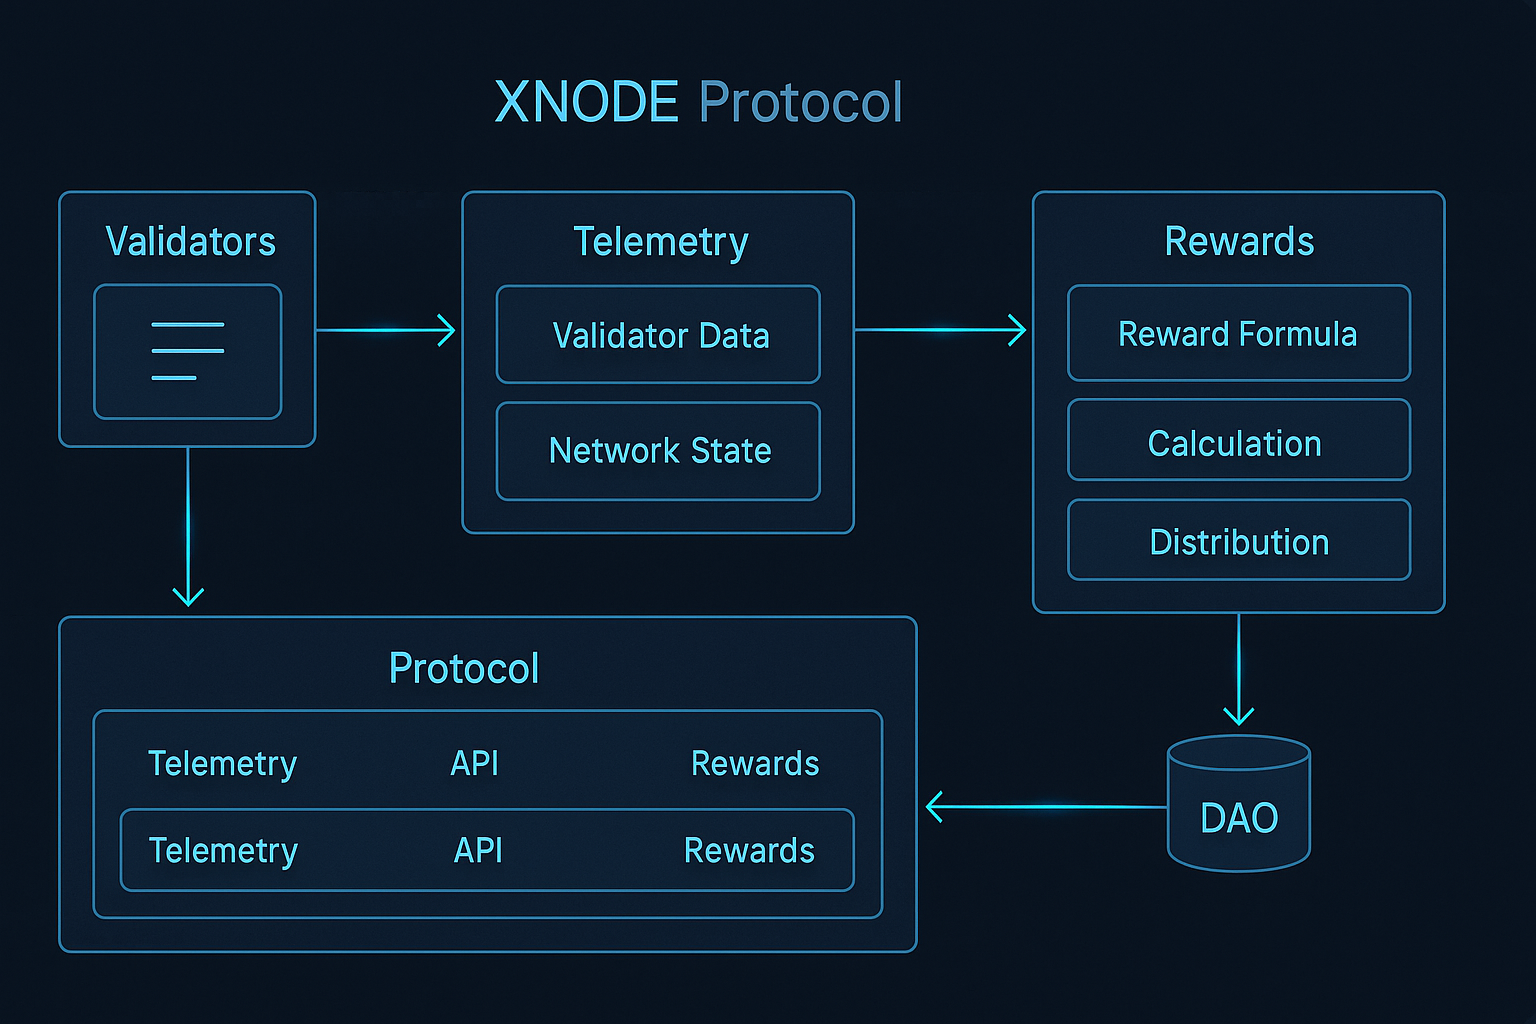 XNODE Protocol
Validators
Telemetry
Validator Data
Network State
Rewards
Reward Formula
Calculation
Distribution
Protocol
Telemetry API Rewards
Telemetry API Rewards
DAO